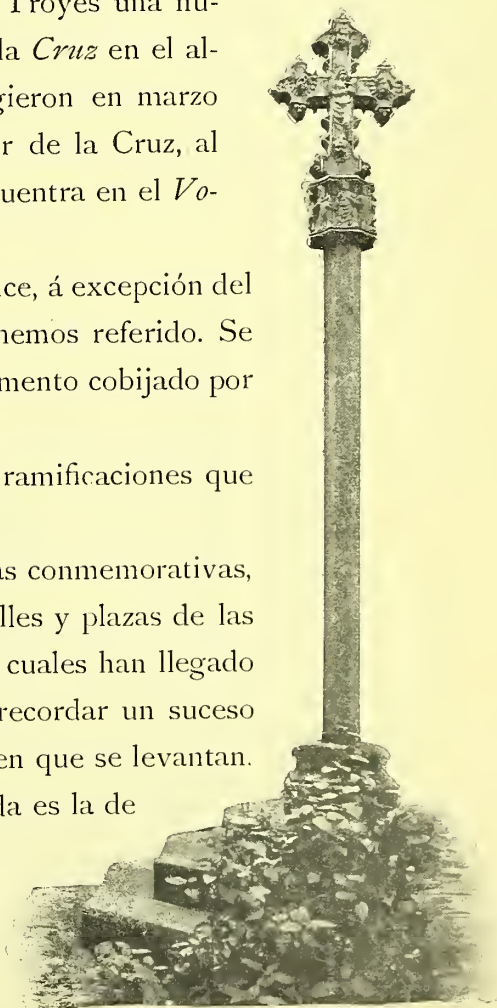 Troyes una nu-
la Cruz en el al-
gieron en marzo
r de la Cruz, al
uentra en el Vo-
ce, á excepción del
hemos referido. Se
mento cobijado por
ramificaciones que
as conmemorativas,
lles y plazas de las
cuales han llegado
recordar un suceso
en que se levantan.
da es la de